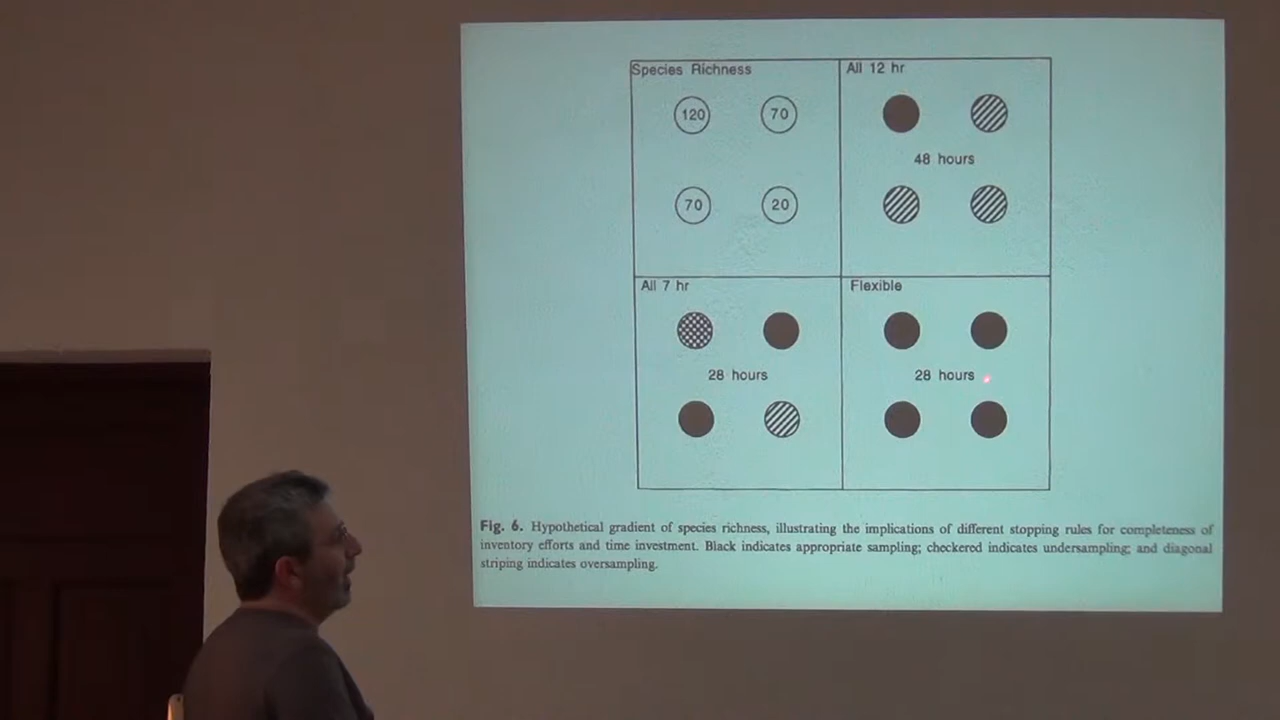 Species Richness
120 70
70 20
All 12 hr
48 hours
All 7 hr
28 hours
Flexible
28 hours
Fig. 6. Hypothetical gradient of species richness, illustrating the implications of different stopping rules for completeness of
inventory efforts and time investment. Black indicates appropriate sampling; checkered indicates undersampling; and diagonal
striping indicates oversampling.